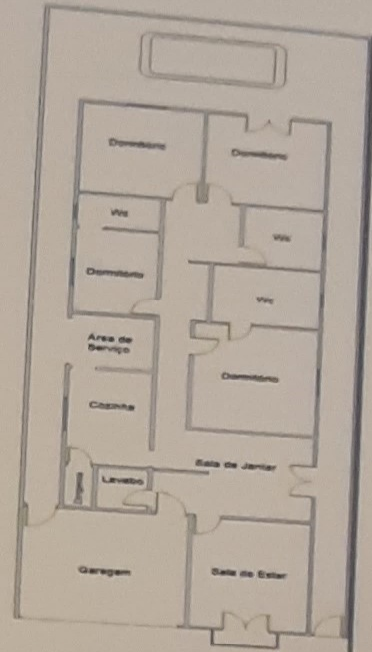 Dormitório
Dormitório
Wc
Wc
Dormitório
Wc
Área de
Serviço
Dormitório
Cozinha
Sala de Jantar
Lavabo
Garagem
Sala de Estar